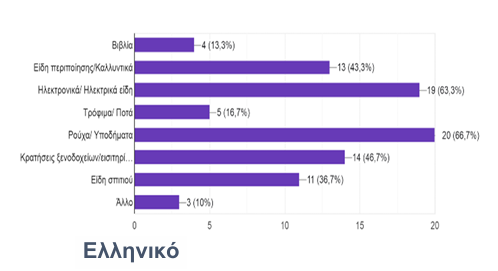 Βιβλία 4 (13,3%)
Είδη περιποίησης/Καλλυντικά 13 (43,3%)
Ηλεκτρονικά/ Ηλεκτρικά είδη 19 (63,3%)
Τρόφιμα/ Ποτά 5 (16,7%)
Ρούχα/ Υποδήματα 20 (66,7%)
Κρατήσεις ξενοδοχείων/εισιτηρί… 14 (46,7%)
Είδη σπιτιού 11 (36,7%)
Άλλο 3 (10%)
0 5 10 15 20
Ελληνικό